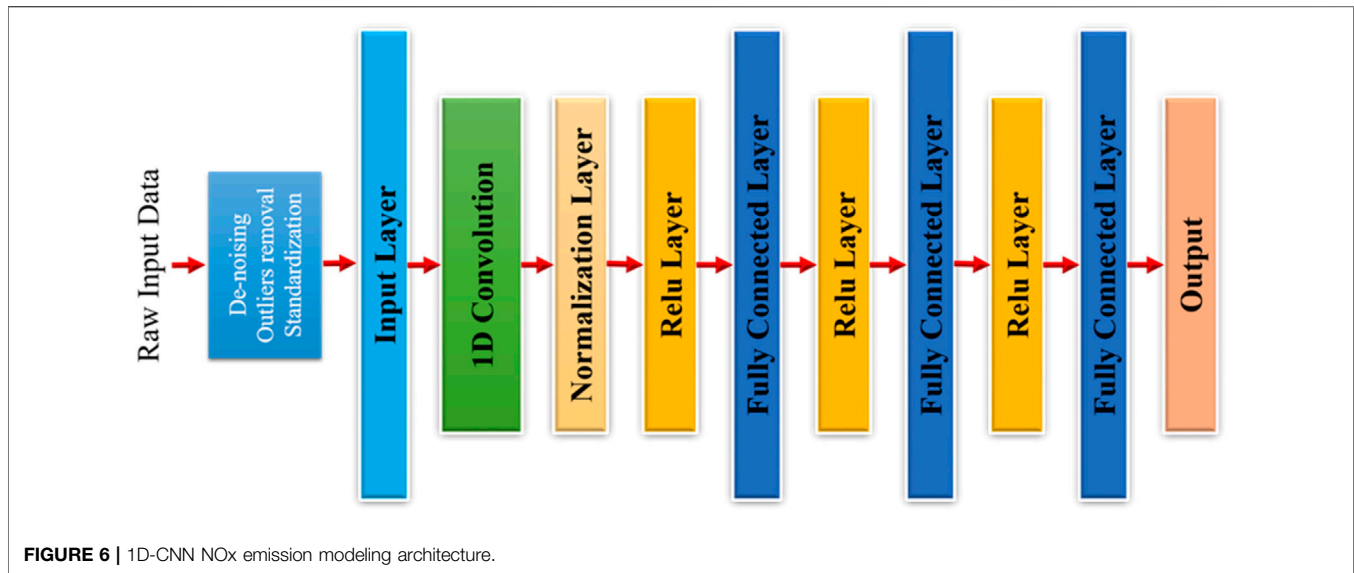 Raw Input Data
De-noising
Outliers removal
Standardization
Input Layer
1D Convolution
Normalization Layer
Relu Layer
Fully Connected Layer
Relu Layer
Fully Connected Layer
Relu Layer
Fully Connected Layer
Output
FIGURE 6 | 1D-CNN NOx emission modeling architecture.